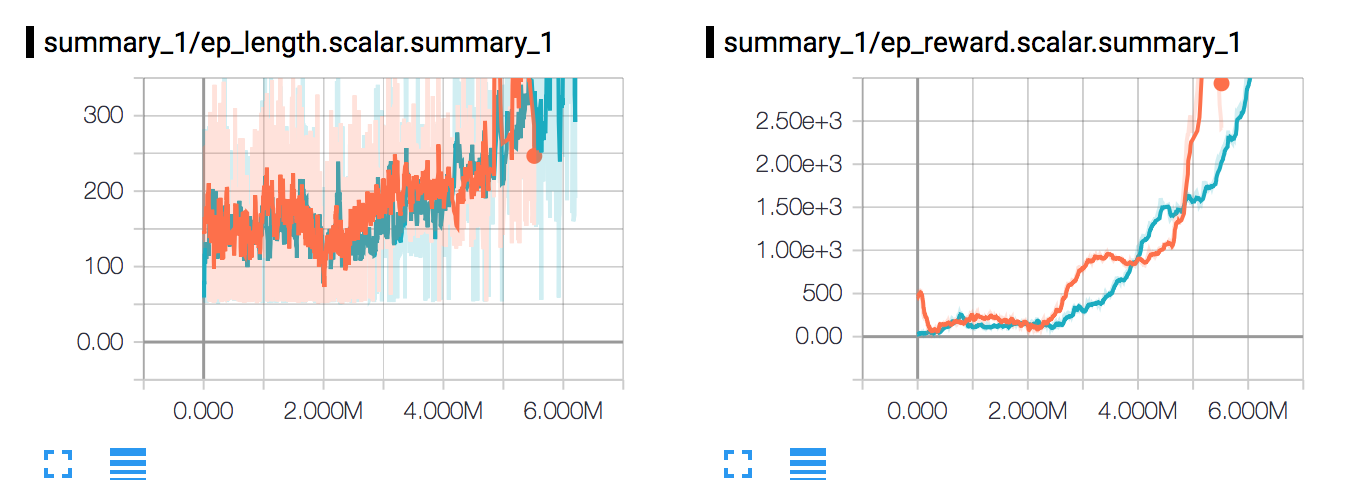 summary_1/ep_length.scalar.summary_1
300
200
100
0.00
0.000 2.000M 4.000M 6.000M
summary_1/ep_reward.scalar.summary_1
2.50e+3
2.00e+3
1.50e+3
1.00e+3
500
0.00
0.000 2.000M 4.000M 6.000M